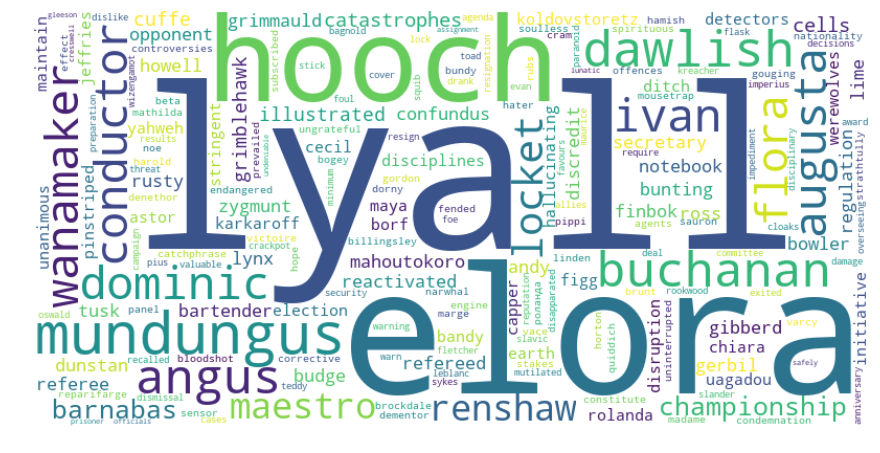 lyall
elora
hooch
mundungus
dawlish
buchanan
dominic
ivan
angus
augusta
flora
locket
wanamaker
conductor
maestro
renshaw
barnabas
championship
cuffe
opponent
grimmauld
catastrophes
koldovstoretz
detectors
cells
hamish
nationality
decisions
dislike
agenda
bagnold
lock
assignment
toad
soulless
cram
spirituous
flask
paranoid
maintain
gleeson
effect
cresswell
jeffries
controversies
wizengamot
howell
beta
mathilda
subscribed
stick
cover
squib
resignation
drank
bundy
evan
rubs
lunatic
offences
kreacher
imperius
gouging
mousetrap
werewolves
lime
award
ditch
discredit
hallucinating
secretary
notebook
require
bunting
finbok
ross
impediment
disciplinary
regulation
overseeing
strathtully
bowler
cloaks
initiative
preparation
yahweh
noe
results
harold
threat
rusty
denethor
stringent
grimblehawk
prevailed
undeniable
illustrated
confundus
foul
ungrateful
resign
hater
cecil
bogey
disciplines
favours
maurice
endangered
minimum
gordon
zygmunt
karkaroff
maya
borf
dorny
fended
foe
allies
pippi
agents
sauron
unanimous
pinstriped
astor
catchphrase
victoire
crackpot
hope
billingsley
campaign
pius
valuable
lynx
mahoutokoro
reactivated
andy
linden
deal
committee
damage
figg
brunt
rookwood
exited
oswald
tusk
panel
bartender
election
security
narwhal
engine
marge
capper
reputation
роланда
disapparated
yace
slavic
earth
stakes
mutilated
horton
quiddich
disruption
uninterrupted
gibberd
chiara
gerbil
uagadou
varcy
safely
anniversary
warning
bandy
fletcher
refereed
warn
leblanc
sykes
dunstan
recalled
bloodshot
corrective
referee
reparifarge
dismissal
teddy
budge
brockdale
dementor
sensor
cases
prisoner
officials
constitute
rolanda
madame
slander
condemnation